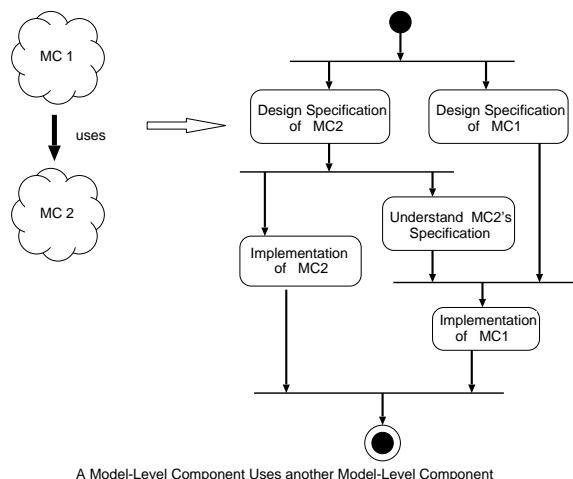 MC 1
uses
MC 2
Design Specification
of MC2
Design Specification
of MC1
Understand MC2's
Specification
Implementation
of MC2
Implementation
of MC1
A Model-Level Component Uses another Model-Level Component